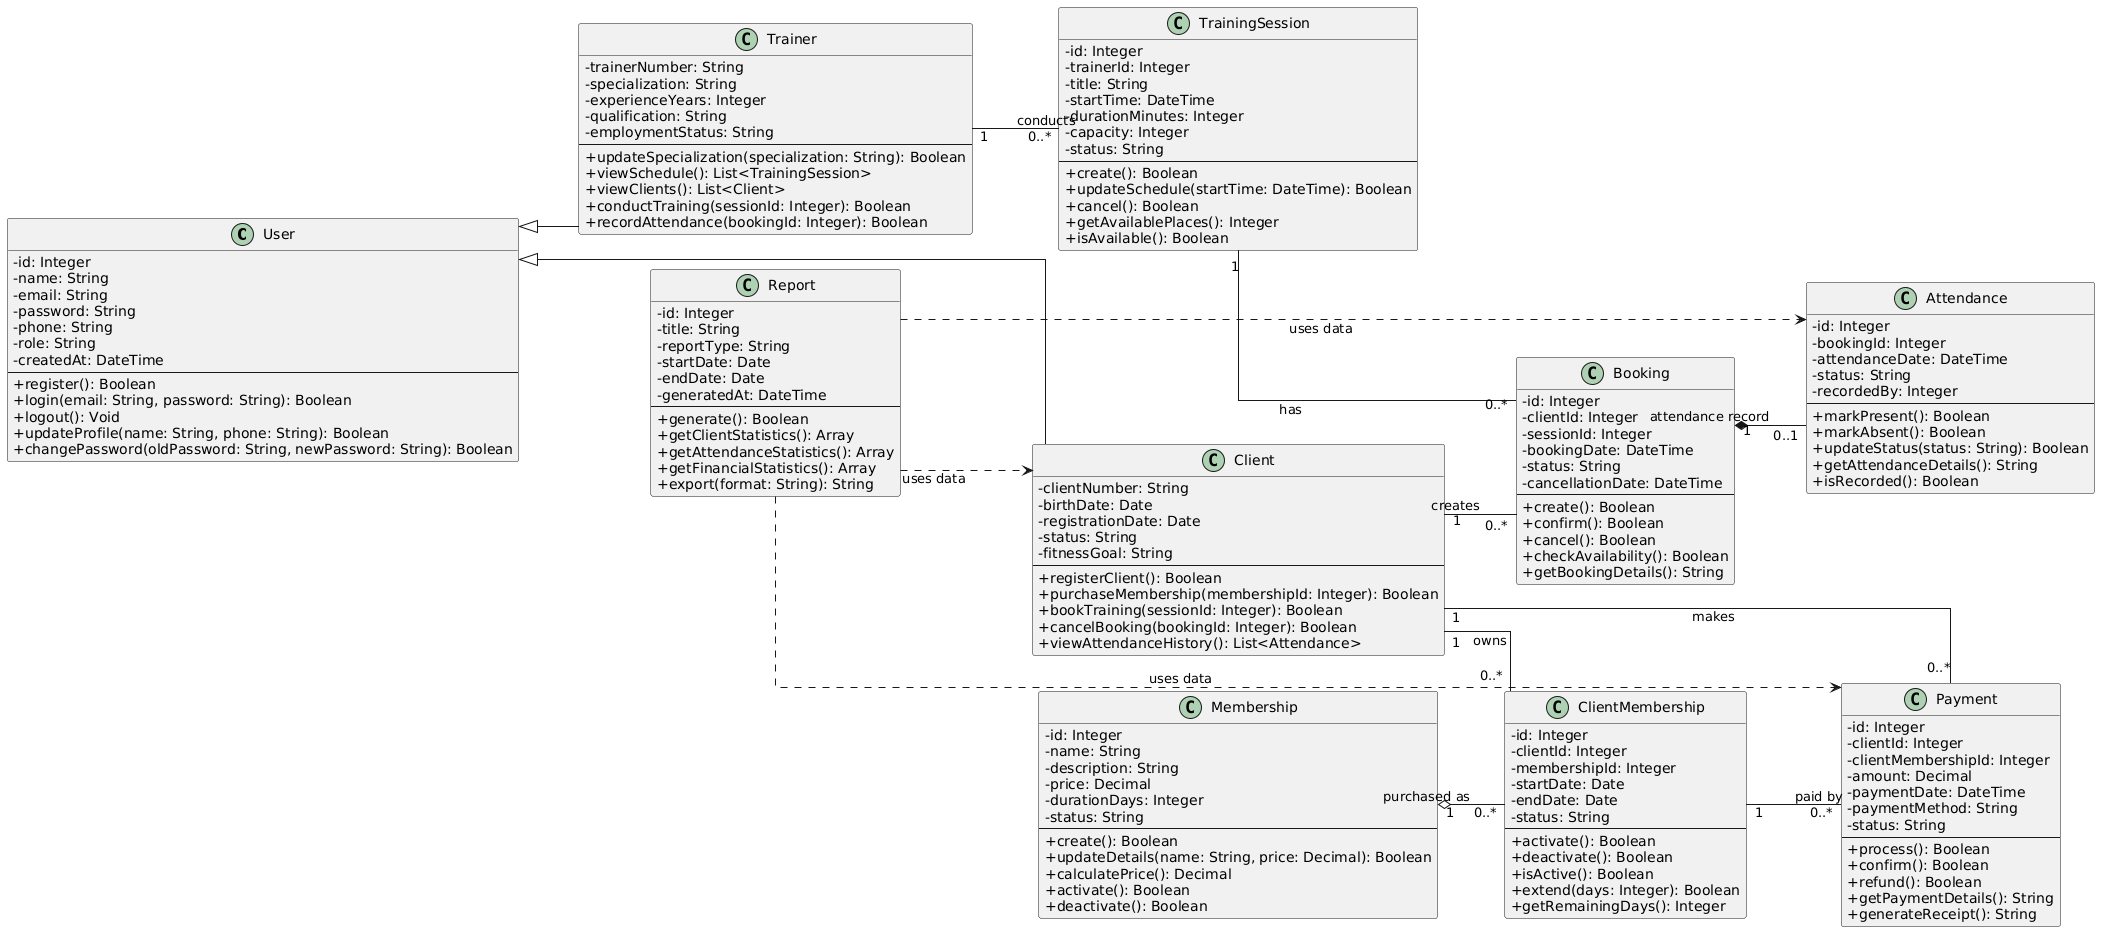 C Trainer
-trainerNumber: String
-specialization: String
-experienceYears: Integer
-qualification: String
-employmentStatus: String
+updateSpecialization(specialization: String): Boolean
+viewSchedule(): List<TrainingSession>
+viewClients(): List<Client>
+conductTraining(sessionId: Integer): Boolean
+recordAttendance(bookingId: Integer): Boolean
conducts
1
0..*
C TrainingSession
-id: Integer
-trainerId: Integer
-title: String
-startTime: DateTime
-durationMinutes: Integer
-capacity: Integer
-status: String
+create(): Boolean
+updateSchedule(startTime: DateTime): Boolean
+cancel(): Boolean
+getAvailablePlaces(): Integer
+isAvailable(): Boolean
C User
-id: Integer
-name: String
-email: String
-password: String
-phone: String
-role: String
-createdAt: DateTime
+register(): Boolean
+login(email: String, password: String): Boolean
+logout(): Void
+updateProfile(name: String, phone: String): Boolean
+changePassword(oldPassword: String, newPassword: String): Boolean
C Report
-id: Integer
-title: String
-reportType: String
-startDate: Date
-endDate: Date
-generatedAt: DateTime
+generate(): Boolean
+getClientStatistics(): Array
+getAttendanceStatistics(): Array
+getFinancialStatistics(): Array
+export(format: String): String
uses data
uses data
uses data
1
has
0..*
C Attendance
-id: Integer
-bookingId: Integer
-attendanceDate: DateTime
-status: String
-recordedBy: Integer
+markPresent(): Boolean
+markAbsent(): Boolean
+updateStatus(status: String): Boolean
+getAttendanceDetails(): String
+isRecorded(): Boolean
C Booking
-id: Integer
-clientId: Integer
-sessionId: Integer
-bookingDate: DateTime
-status: String
-cancellationDate: DateTime
+create(): Boolean
+confirm(): Boolean
+cancel(): Boolean
+checkAvailability(): Boolean
+getBookingDetails(): String
attendance record
1
0..1
C Client
-clientNumber: String
-birthDate: Date
-registrationDate: Date
-status: String
-fitnessGoal: String
+registerClient(): Boolean
+purchaseMembership(membershipId: Integer): Boolean
+bookTraining(sessionId: Integer): Boolean
+cancelBooking(bookingId: Integer): Boolean
+viewAttendanceHistory(): List<Attendance>
creates
1
0..*
1
makes
0..*
1
owns
0..*
C Membership
-id: Integer
-name: String
-description: String
-price: Decimal
-durationDays: Integer
-status: String
+create(): Boolean
+updateDetails(name: String, price: Decimal): Boolean
+calculatePrice(): Decimal
+activate(): Boolean
+deactivate(): Boolean
purchased as
1
0..*
C ClientMembership
-id: Integer
-clientId: Integer
-membershipId: Integer
-startDate: Date
-endDate: Date
-status: String
+activate(): Boolean
+deactivate(): Boolean
+isActive(): Boolean
+extend(days: Integer): Boolean
+getRemainingDays(): Integer
paid by
1
0..*
C Payment
-id: Integer
-clientId: Integer
-clientMembershipId: Integer
-amount: Decimal
-paymentDate: DateTime
-paymentMethod: String
-status: String
+process(): Boolean
+confirm(): Boolean
+refund(): Boolean
+getPaymentDetails(): String
+generateReceipt(): String